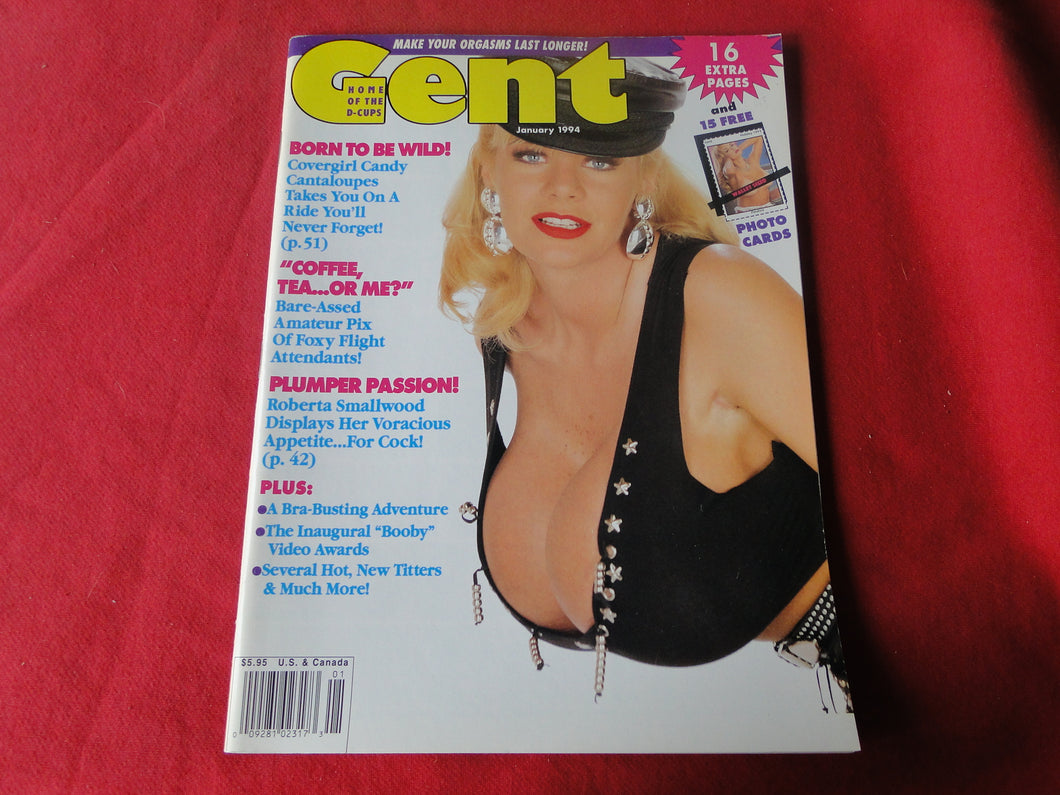 MAKE YOUR ORGASMS LAST LONGER!
Gent
HOME
OF THE
D-CUPS
January 1994
16
EXTRA
PAGES
and
15 FREE
WALLET SIZE!
PHOTO
CARDS
BORN TO BE WILD!
Covergirl Candy
Cantaloupes
Takes You On A
Ride You'll
Never Forget!
(p.51)
"COFFEE,
TEA...OR ME?"
Bare-Assed
Amateur Pix
Of Foxy Flight
Attendants!
PLUMPER PASSION!
Roberta Smallwood
Displays Her Voracious
Appetite...For Cock!
(p. 42)
PLUS:
●A Bra-Busting Adventure
●The Inaugural "Booby"
Video Awards
●Several Hot, New Titters
& Much More!
$5.95 U.S. & Canada
01
0 09281 02317 3